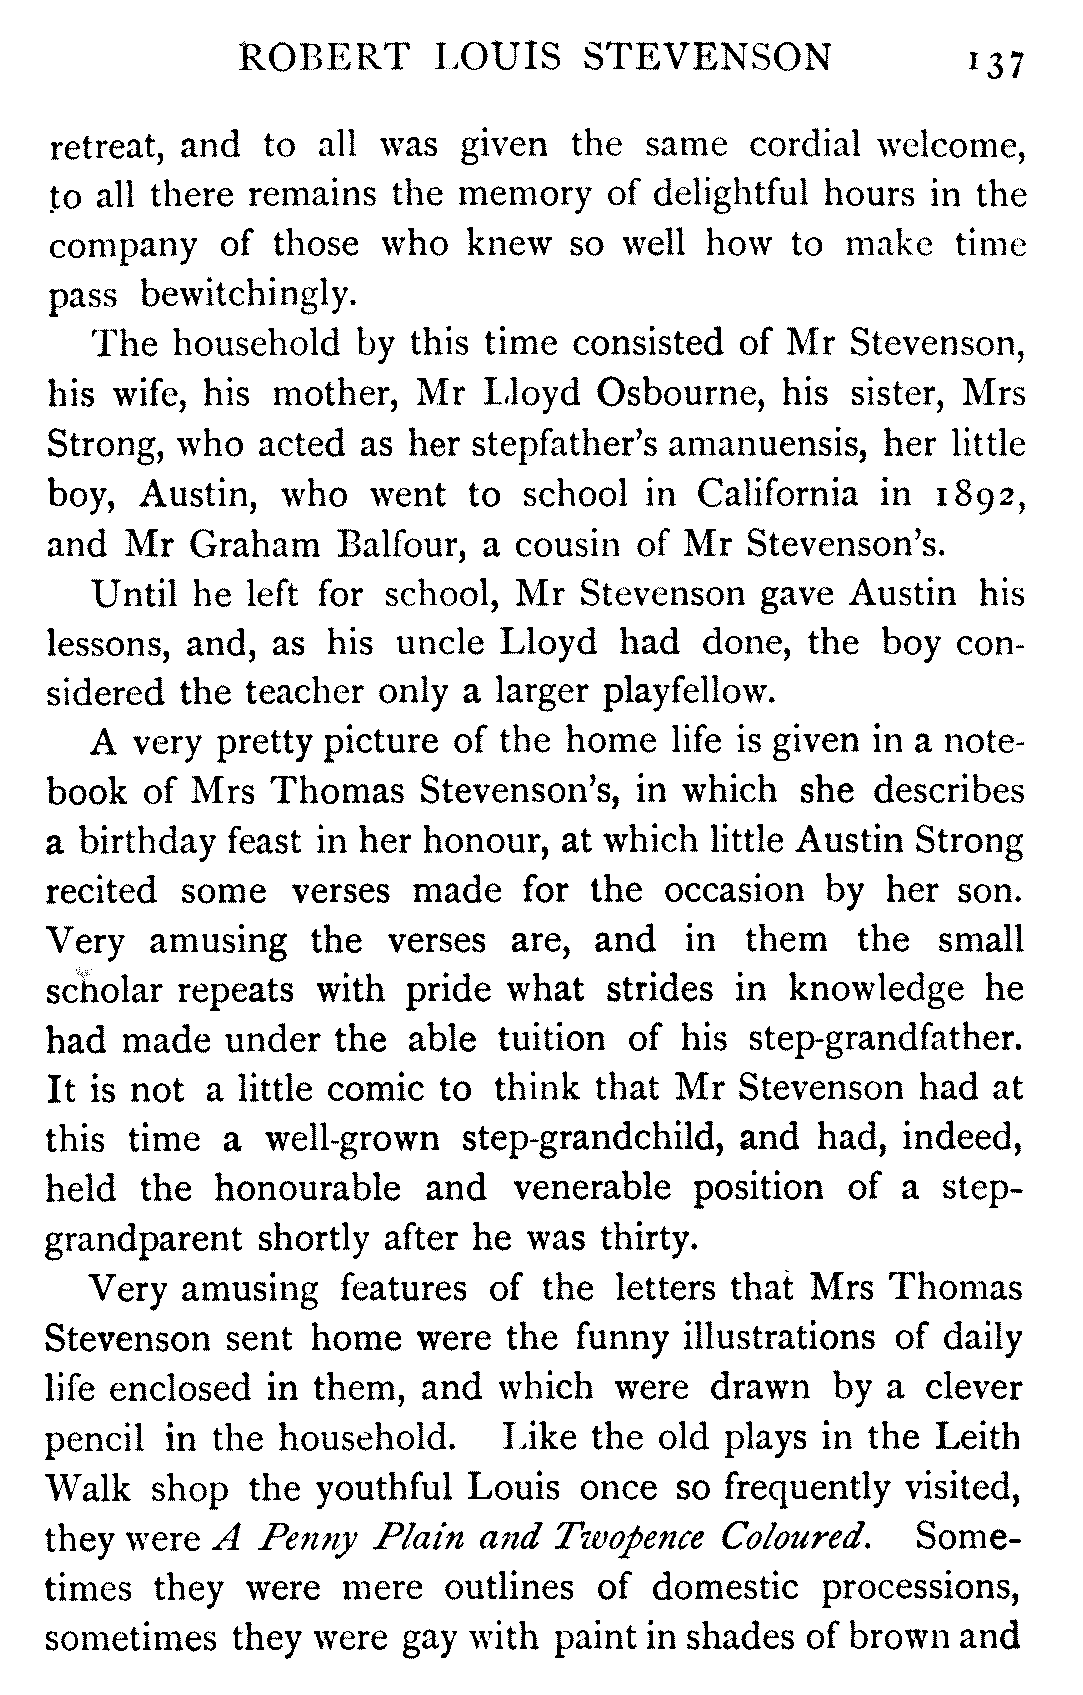 ROBERT LOUIS STEVENSON 137
retreat, and to all was given the same cordial welcome,
to all there remains the memory of delightful hours in the
company of those who knew so well how to make time
pass bewitchingly.
The household by this time consisted of Mr Stevenson,
his wife, his mother, Mr Lloyd Osbourne, his sister, Mrs
Strong, who acted as her stepfather's amanuensis, her little
boy, Austin, who went to school in California in 1892,
and Mr Graham Balfour, a cousin of Mr Stevenson's.
Until he left for school, Mr Stevenson gave Austin his
lessons, and, as his uncle Lloyd had done, the boy con-
sidered the teacher only a larger playfellow.
A very pretty picture of the home life is given in a note-
book of Mrs Thomas Stevenson's, in which she describes
a birthday feast in her honour, at which little Austin Strong
recited some verses made for the occasion by her son.
Very amusing the verses are, and in them the small
scholar repeats with pride what strides in knowledge he
had made under the able tuition of his step-grandfather.
It is not a little comic to think that Mr Stevenson had at
this time a well-grown step-grandchild, and had, indeed,
held the honourable and venerable position of a step-
grandparent shortly after he was thirty.
Very amusing features of the letters that Mrs Thomas
Stevenson sent home were the funny illustrations of daily
life enclosed in them, and which were drawn by a clever
pencil in the household. Like the old plays in the Leith
Walk shop the youthful Louis once so frequently visited,
they were A Penny Plain and Twopence Coloured. Some-
times they were mere outlines of domestic processions,
sometimes they were gay with paint in shades of brown and